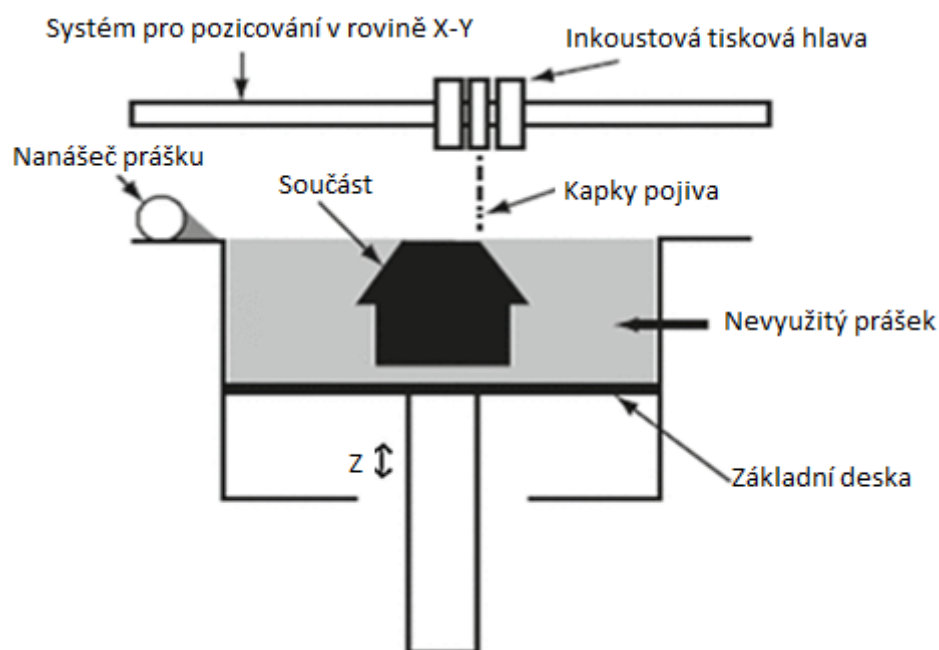 Systém pro pozicování v rovině X-Y
Inkoustová tisková hlava
Nanášeč prášku
Součást
Kapky pojiva
Nevyužitý prášek
Z
Základní deska